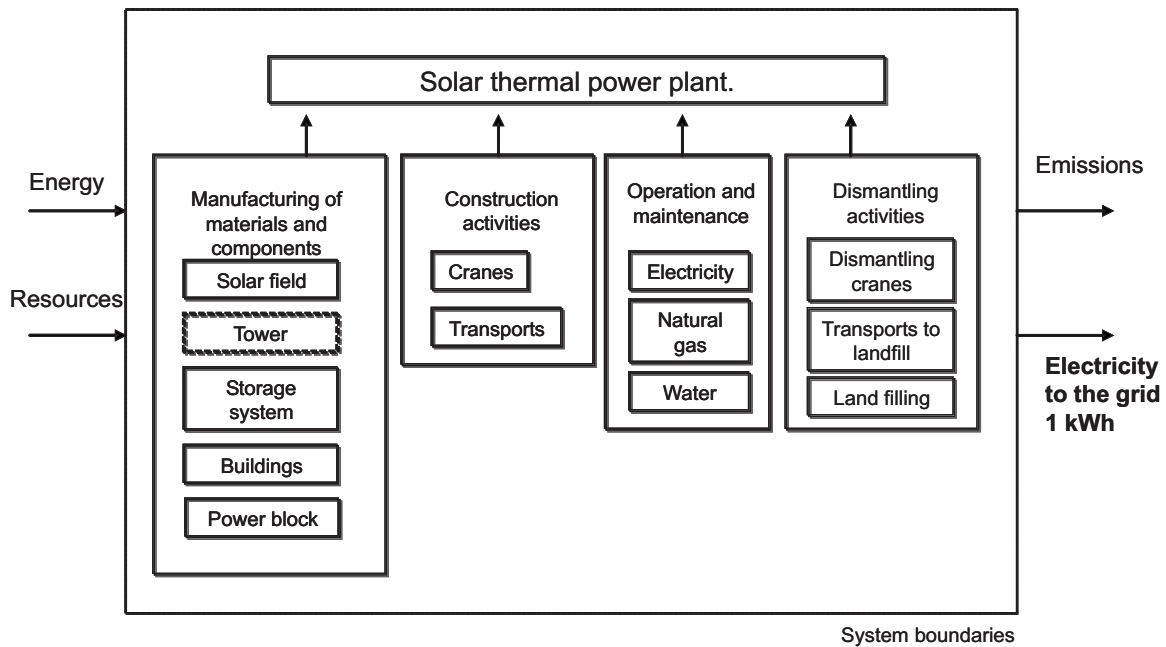 Solar thermal power plant.
Energy
Resources
Manufacturing of
materials and
components
Solar field
Tower
Storage
system
Buildings
Power block
Construction
activities
Cranes
Transports
Operation and
maintenance
Electricity
Natural
gas
Water
Dismantling
activities
Dismantling
cranes
Transports to
landfill
Land filling
Emissions
Electricity
to the grid
1 kWh
System boundaries